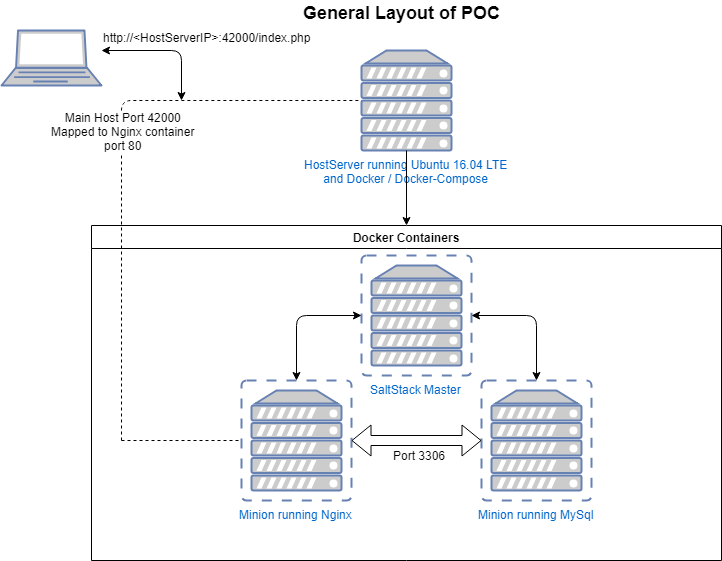 General Layout of POC
http://<HostServerIP>:42000/index.php
Main Host Port 42000
Mapped to Nginx container
port 80
HostServer running Ubuntu 16.04 LTE
and Docker / Docker-Compose
Docker Containers
SaltStack Master
Port 3306
Minion running Nginx
Minion running MySql